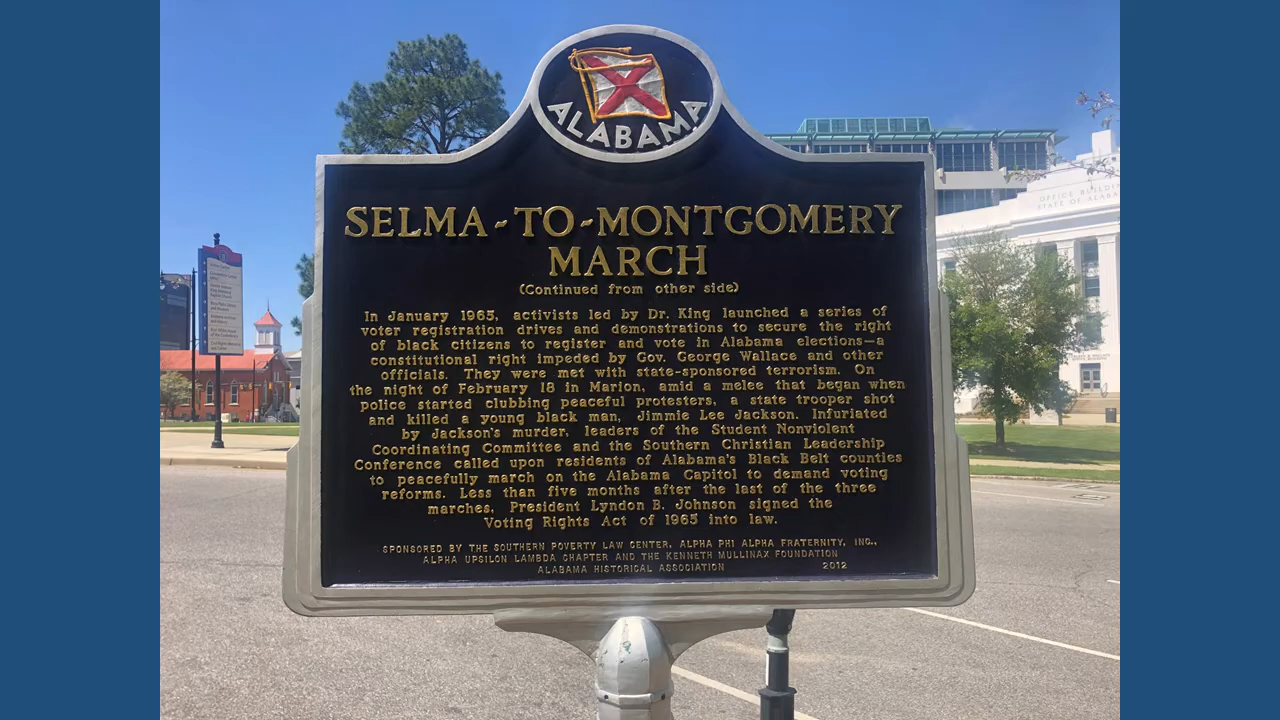 ALABAMA
SELMA-TO-MONTGOMERY
MARCH
(Continued from other side)
In January 1965, activists led by Dr. King launched a series of
voter registration drives and demonstrations to secure the right
of black citizens to register and vote in Alabama elections—a
constitutional right impeded by Gov. George Wallace and other
officials. They were met with state-sponsored terrorism. On
the night of February 18 in Marion, amid a melee that began when
police started clubbing peaceful protesters, a state trooper shot
and killed a young black man, Jimmie Lee Jackson. Infuriated
by Jackson's murder, leaders of the Student Nonviolent
Coordinating Committee and the Southern Christian Leadership
Conference called upon residents of Alabama's Black Belt counties
to peacefully march on the Alabama Capitol to demand voting
reforms. Less than five months after the last of the three
marches, President Lyndon B. Johnson signed the
Voting Rights Act of 1965 into law.
SPONSORED BY THE SOUTHERN POVERTY LAW CENTER, ALPHA PHI ALPHA FRATERNITY, INC.,
ALPHA UPSILON LAMBDA CHAPTER AND THE KENNETH MULLINAX FOUNDATION
ALABAMA HISTORICAL ASSOCIATION 2012
OFFICE BUILDIN
STATE OF ALABA